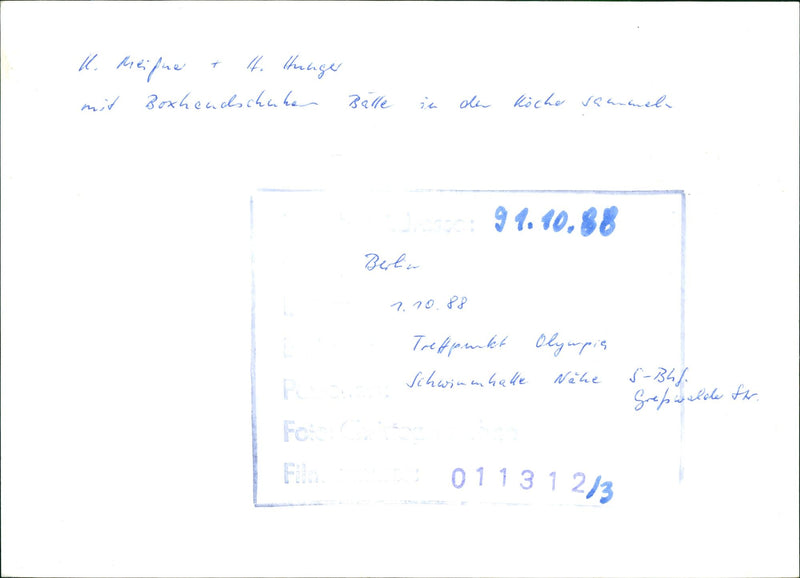 K. Meißner + H. Hunger
mit Boxhandschuhen Bälle in den Köcher sammeln
91.10.88
Berlin
1.10.88
Treffpunkt Olympia
Schwimmhalle Nähe S-Bhf.
Greifswalder Str.
Foto:
Film
011312/3